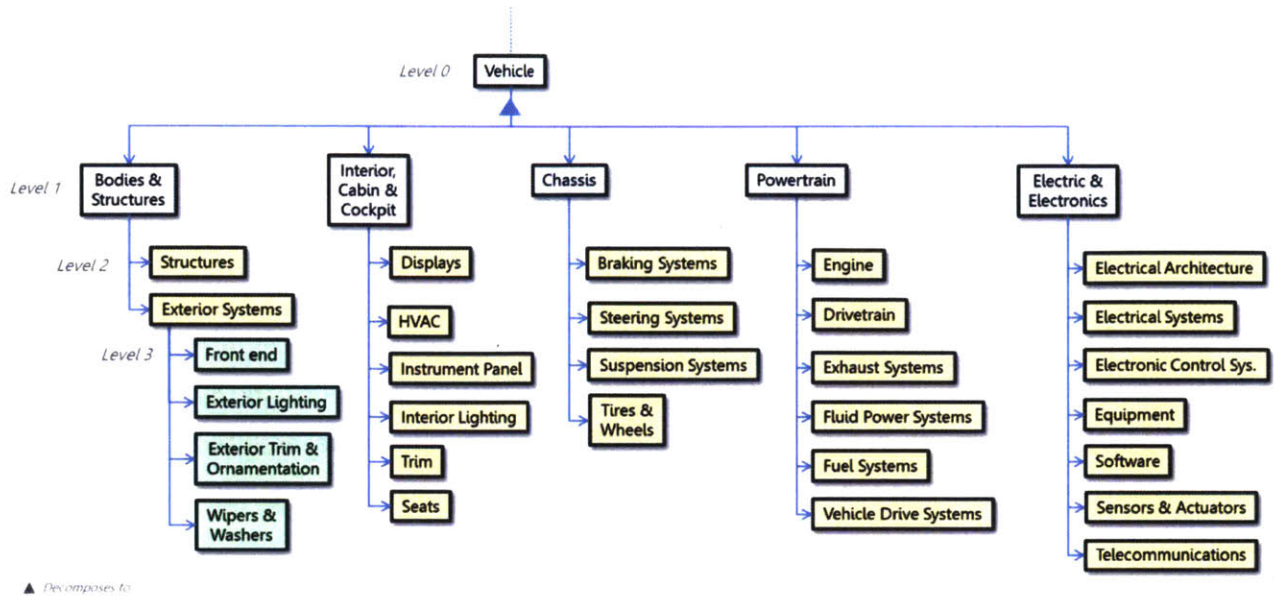 Level 0
Vehicle
Level 1
Bodies &
Structures
Interior,
Cabin &
Cockpit
Chassis
Powertrain
Electric &
Electronics
Level 2
Structures
Exterior Systems
Level 3
Front end
Exterior Lighting
Exterior Trim &
Ornamentation
Wipers &
Washers
Displays
HVAC
Instrument Panel
Interior Lighting
Trim
Seats
Braking Systems
Steering Systems
Suspension Systems
Tires &
Wheels
Engine
Drivetrain
Exhaust Systems
Fluid Power Systems
Fuel Systems
Vehicle Drive Systems
Electrical Architecture
Electrical Systems
Electronic Control Sys.
Equipment
Software
Sensors & Actuators
Telecommunications
Decomposes to